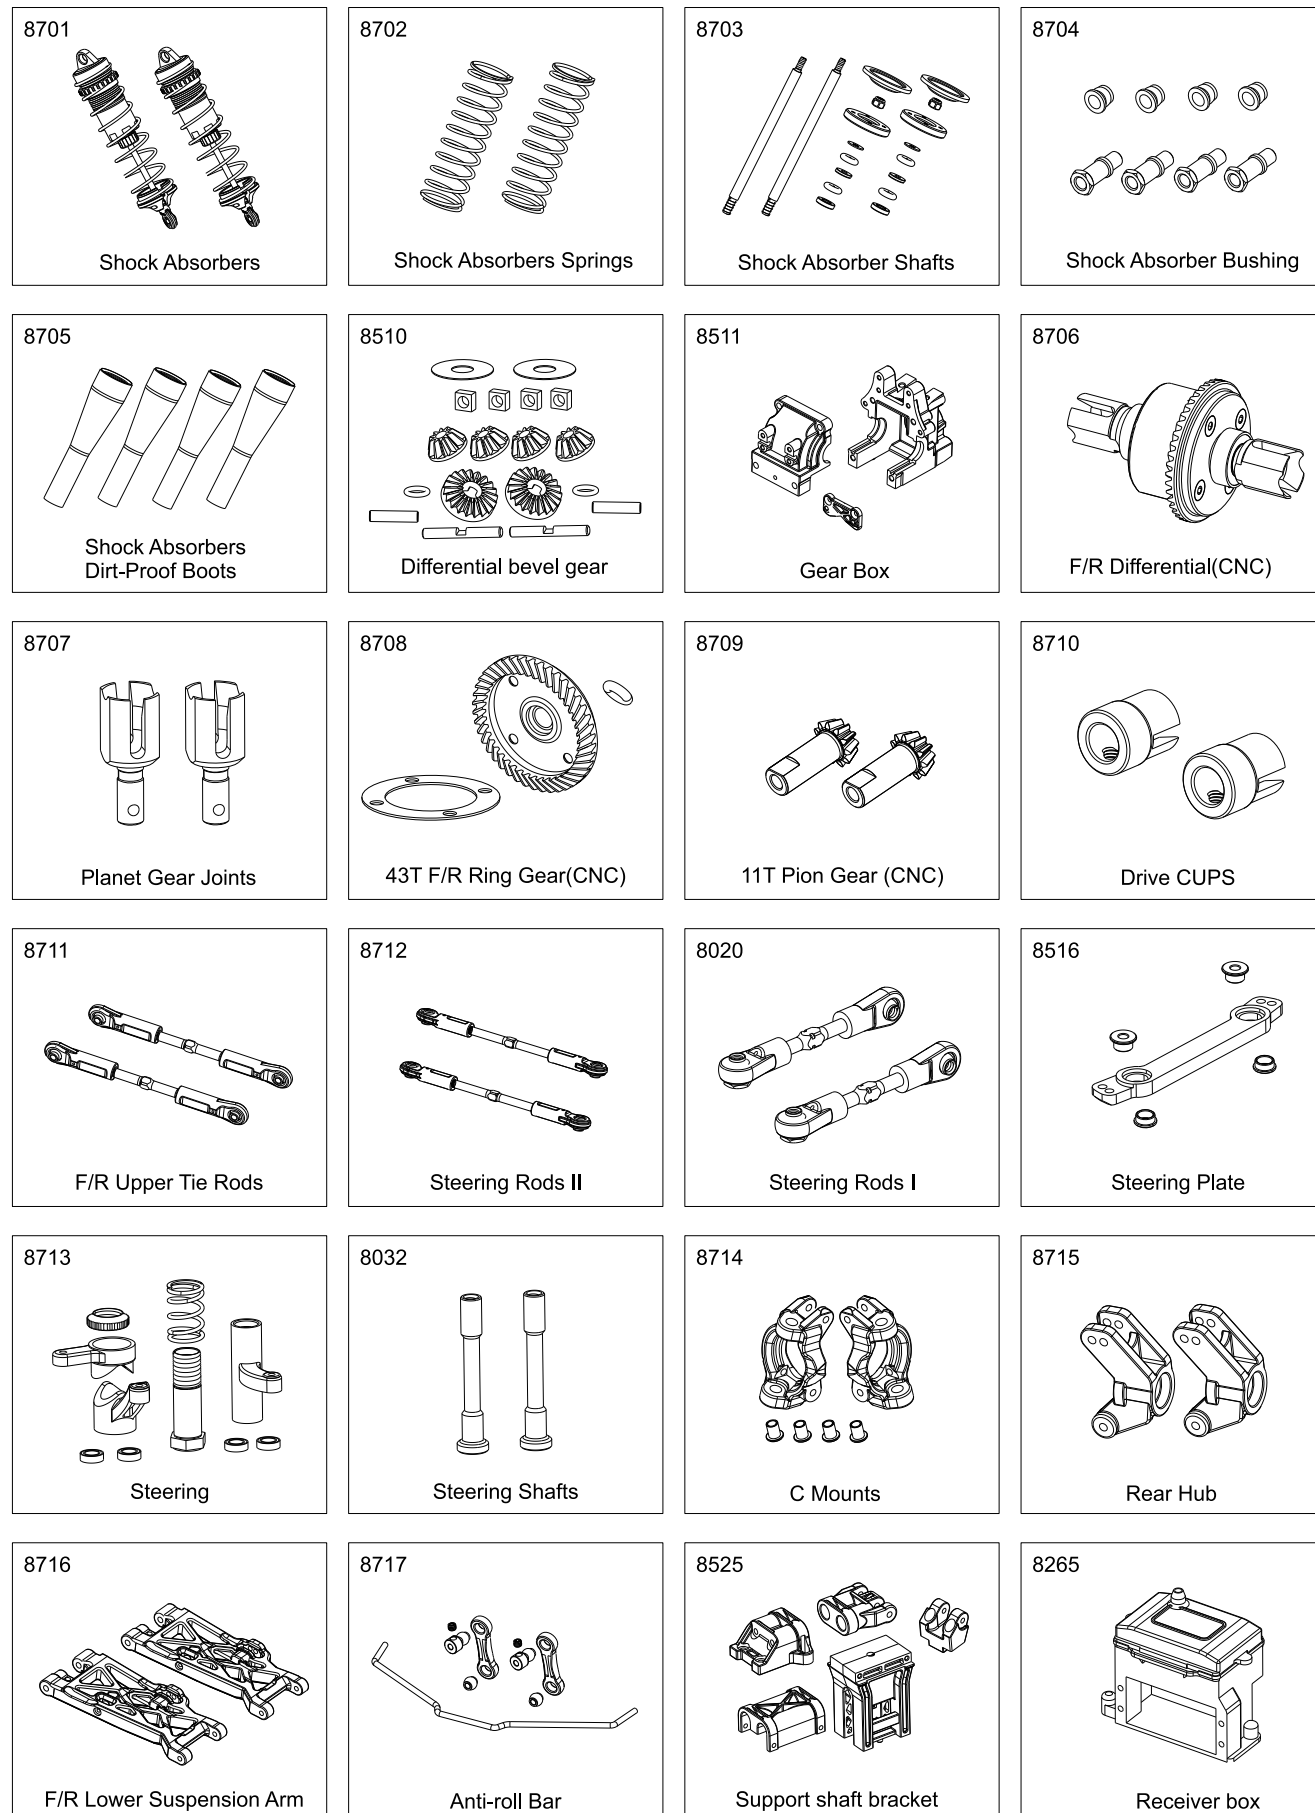 8701
Shock Absorbers
8702
Shock Absorbers Springs
8703
Shock Absorber Shafts
8704
Shock Absorber Bushing
8705
Shock Absorbers
Dirt-Proof Boots
8510
Differential bevel gear
8511
Gear Box
8706
F/R Differential(CNC)
8707
Planet Gear Joints
8708
43T F/R Ring Gear(CNC)
8709
11T Pion Gear (CNC)
8710
Drive CUPS
8711
F/R Upper Tie Rods
8712
Steering Rods II
8020
Steering Rods I
8516
Steering Plate
8713
Steering
8032
Steering Shafts
8714
C Mounts
8715
Rear Hub
8716
F/R Lower Suspension Arm
8717
Anti-roll Bar
8525
Support shaft bracket
8265
Receiver box